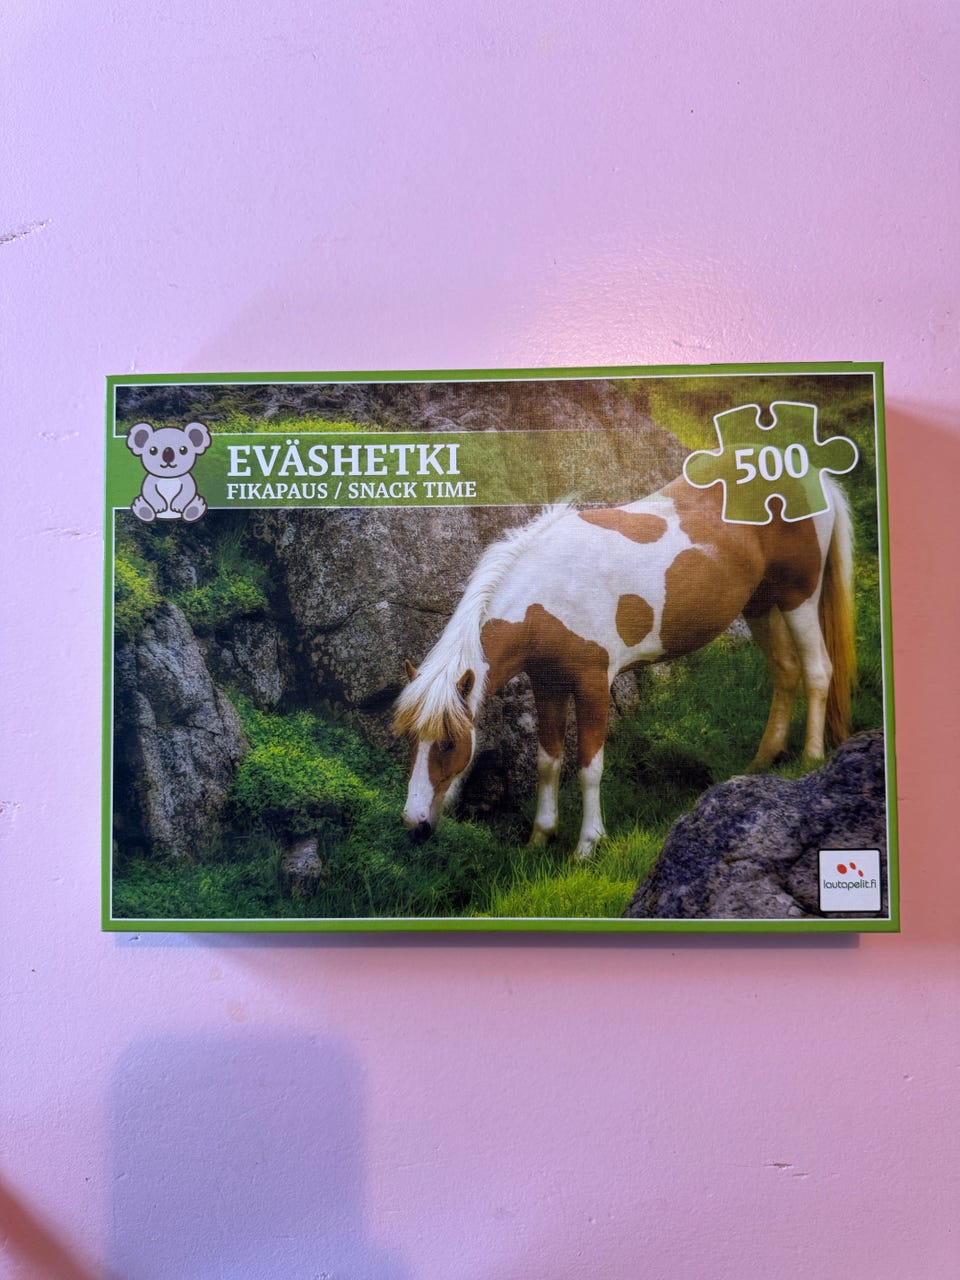 EVÄSHETKI
FIKAPAUS / SNACK TIME
500
lautapelit.fi